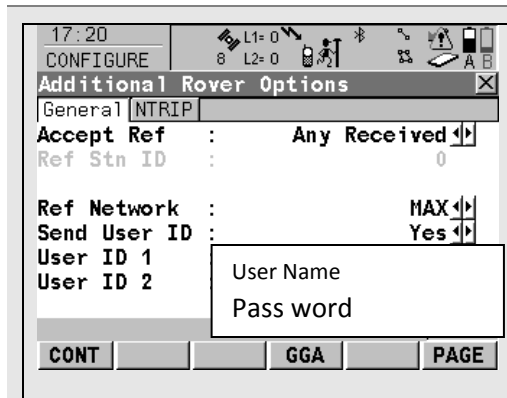 17:20 L1= 0
CONFIGURE 8 L2= 0 A B
Additional Rover Options
General NTRIP
Accept Ref : Any Received
Ref Stn ID : 0
Ref Network : MAX
Send User ID : Yes
User ID 1 User Name
User ID 2 Pass word
CONT GGA PAGE